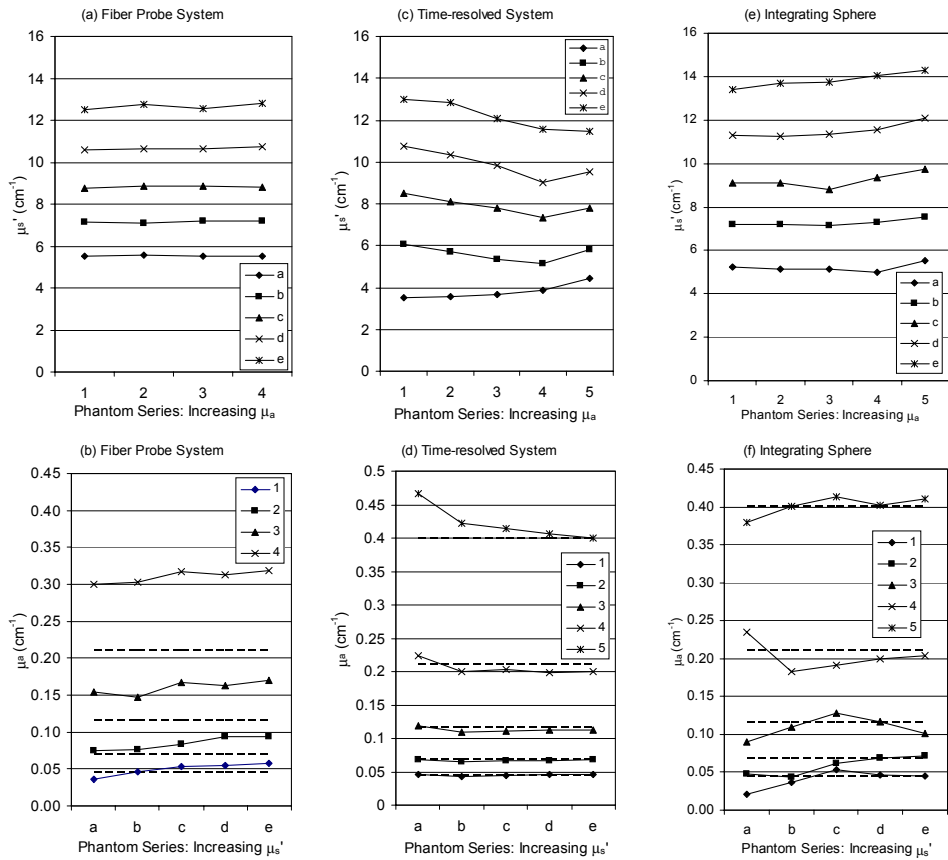 (a) Fiber Probe System
16
14
12
10
8
6
4
2
0
μs' (cm-1)
a
b
c
d
e
1 2 3 4
Phantom Series: Increasing μa
(c) Time-resolved System
16
14
12
10
8
6
4
2
0
μs' (cm-1)
a
b
c
d
e
1 2 3 4 5
Phantom Series: Increasing μa
(e) Integrating Sphere
16
14
12
10
8
6
4
2
0
μs' (cm-1)
a
b
c
d
e
1 2 3 4 5
Phantom Series: Increasing μa
(b) Fiber Probe System
0.45
0.40
0.35
0.30
0.25
0.20
0.15
0.10
0.05
0.00
μa (cm-1)
1
2
3
4
a b c d e
Phantom Series: Increasing μs'
(d) Time-resolved System
0.5
0.45
0.4
0.35
0.3
0.25
0.2
0.15
0.1
0.05
0
μa (cm-1)
1
2
3
4
5
a b c d e
Phantom Series: Increasing μs'
(f) Integrating Sphere
0.45
0.40
0.35
0.30
0.25
0.20
0.15
0.10
0.05
0.00
μa (cm-1)
1
2
3
4
5
a b c d e
Phantom Series: Increasing μs'